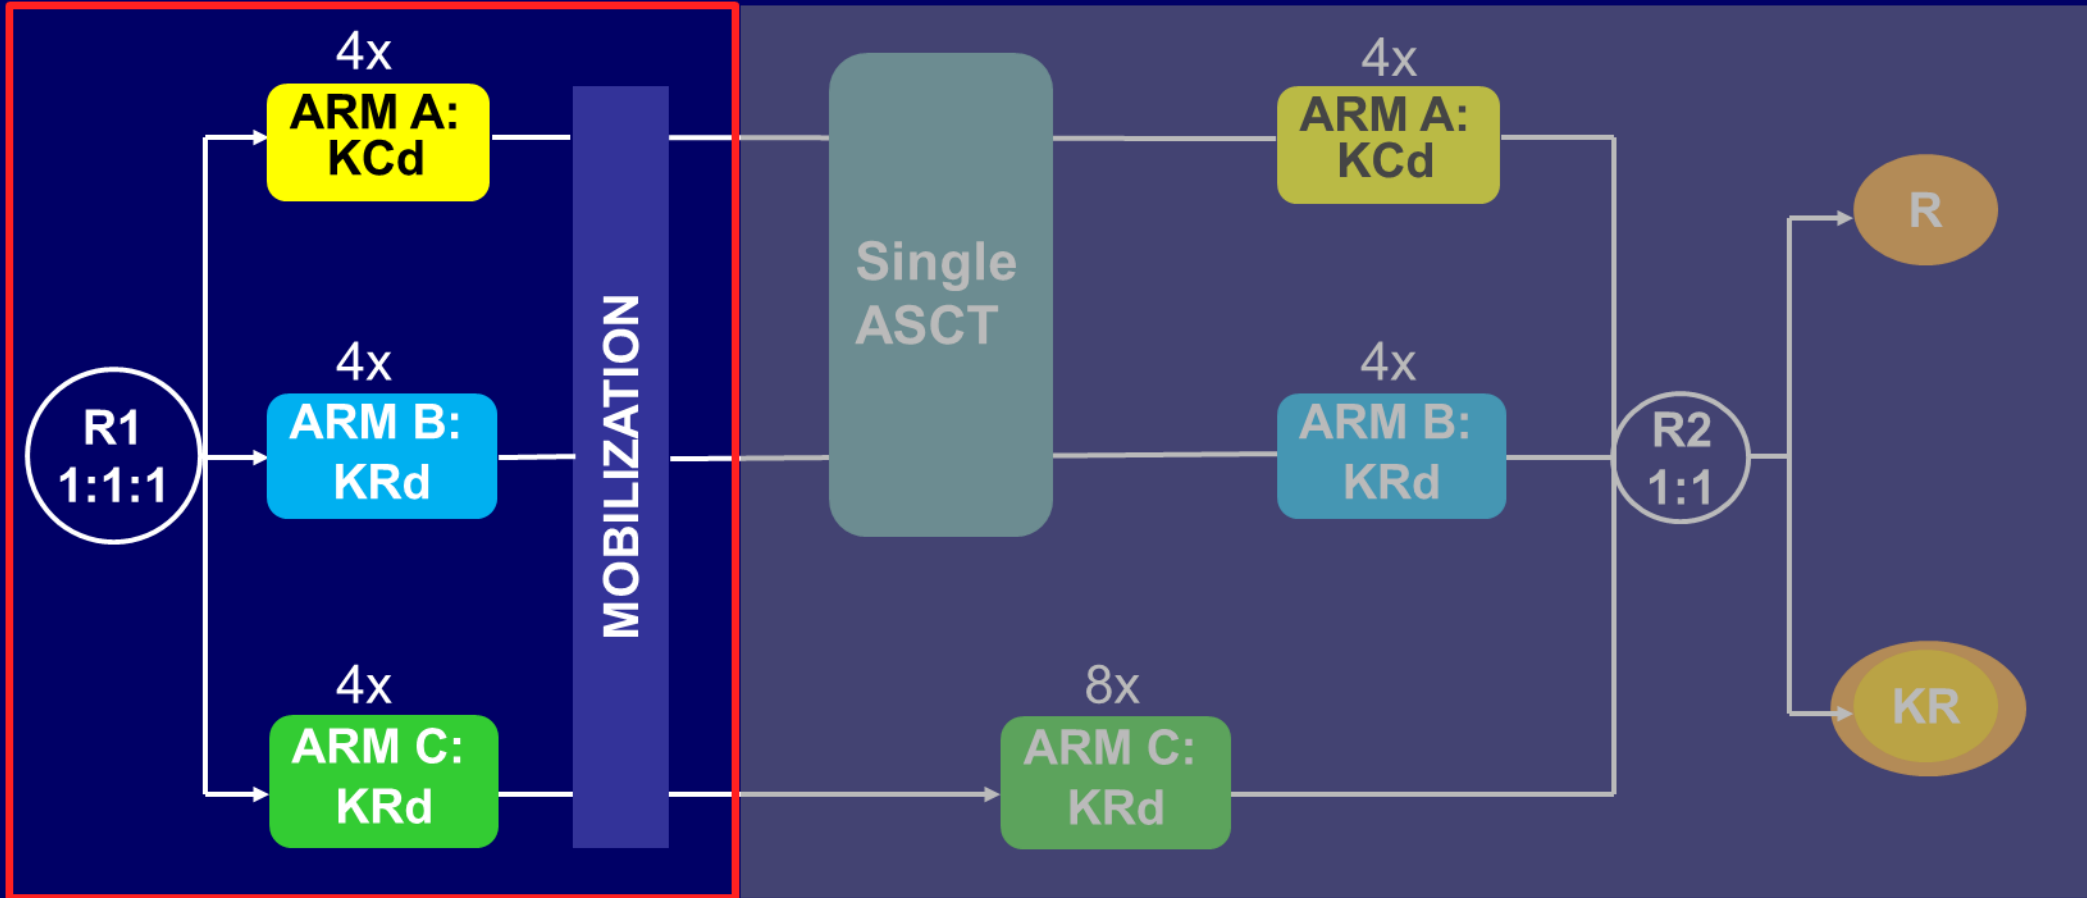 4x
ARM A:
KCd
4x
ARM B:
KRd
4x
ARM C:
KRd
R1
1:1:1
MOBILIZATION
Single
ASCT
4x
ARM A:
KCd
4x
ARM B:
KRd
8x
ARM C:
KRd
R2
1:1
R
KR